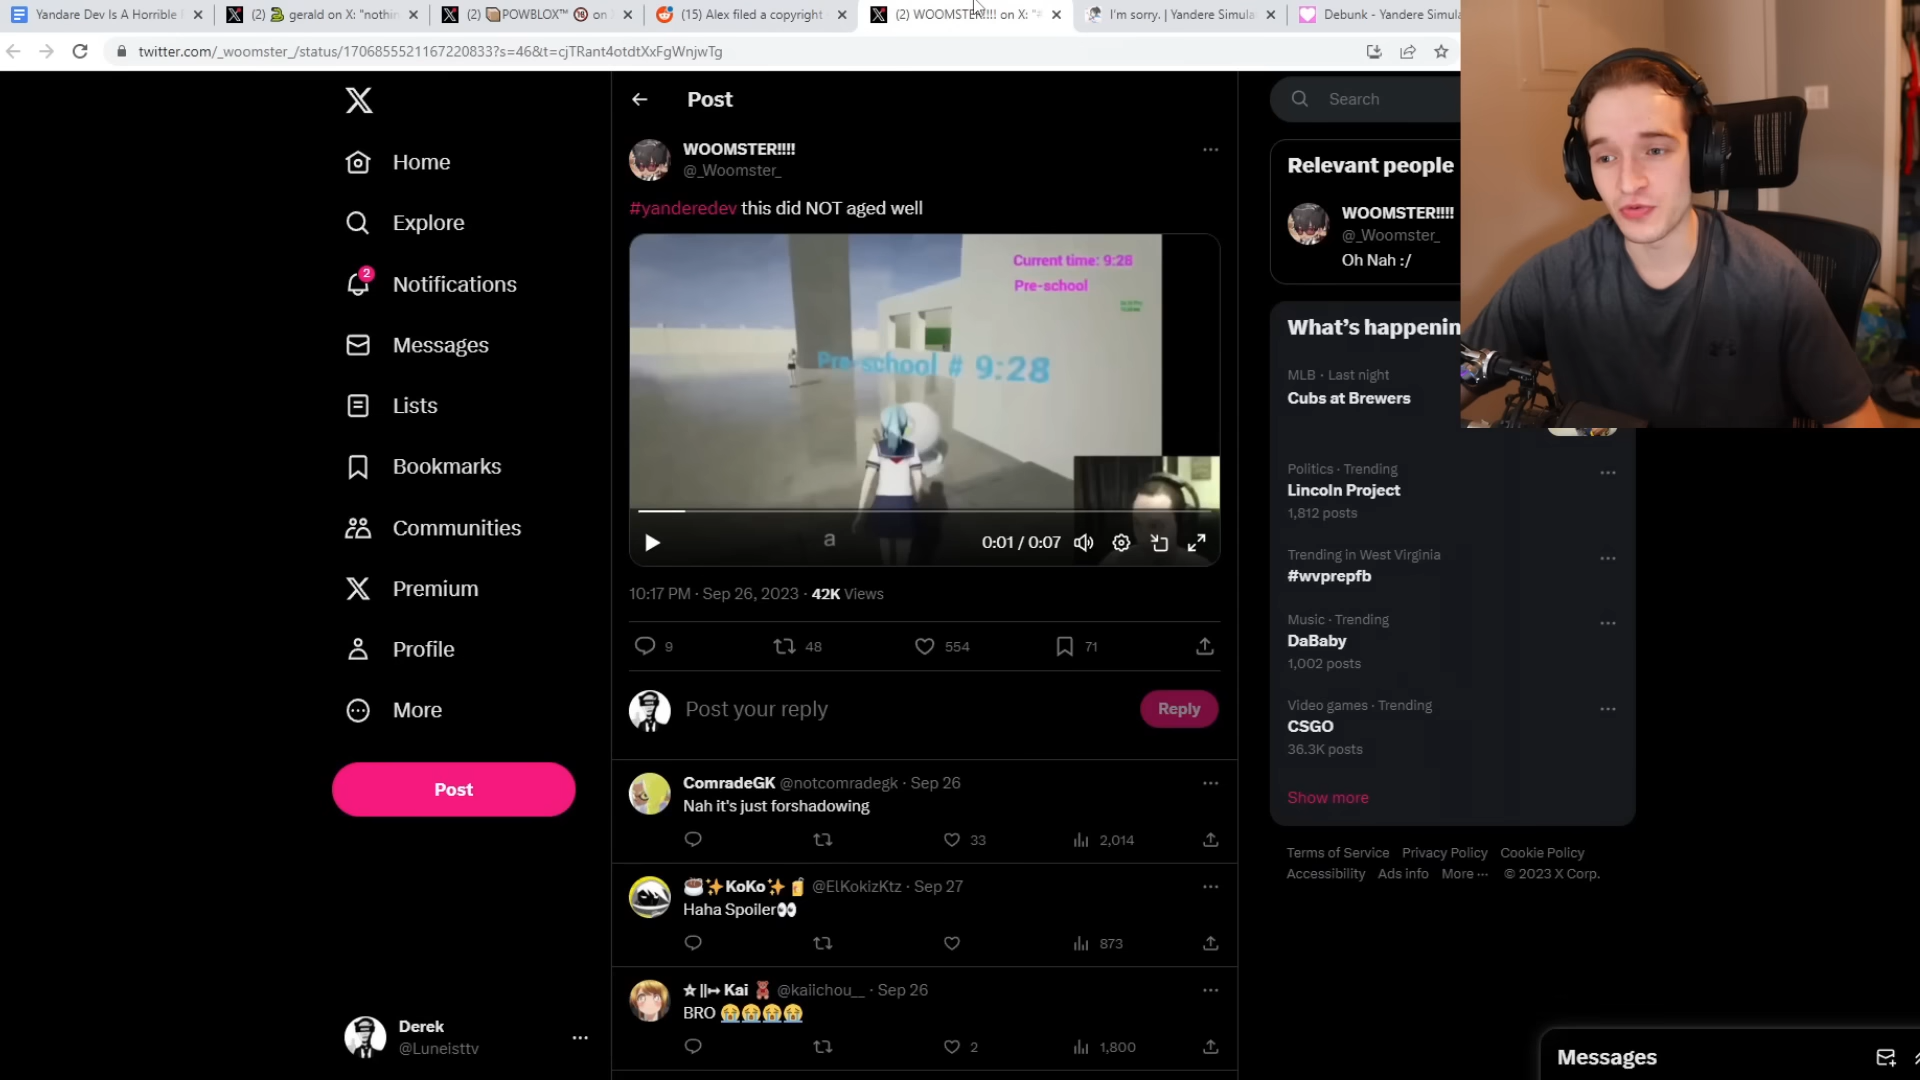 Yandare Dev Is A Horrible
(2) gerald on X: "nothin
(2) POWBLOX™ on
(15) Alex filed a copyright
(2) WOOMSTER!!!! on X: "#
I'm sorry. | Yandere Simula
Debunk - Yandere Simul
twitter.com/_woomster_/status/1706855521167220833?s=46&t=cjTRant4otdtXxFgWnjwTg
Home
Explore
2
Notifications
Messages
Lists
Bookmarks
Communities
Premium
Profile
More
Post
Derek
@Luneisttv
Post
WOOMSTER!!!!
@_Woomster_
#yanderedev this did NOT aged well
Current time: 9:28
Pre-school
Pre-school # 9:28
a
0:01 / 0:07
10:17 PM · Sep 26, 2023 · 42K Views
9 48 554 71
Post your reply
Reply
ComradeGK @notcomradegk · Sep 26
Nah it's just forshadowing
33 2,014
☕✨KoKo✨🧋 @ElKokizKtz · Sep 27
Haha Spoiler👀
873
☆ ||↦ Kai 🧸 @kaiichou__ · Sep 26
BRO 😭😭😭😭
2 1,800
Search
Relevant people
WOOMSTER!!!!
@_Woomster_
Oh Nah :/
What's happenin
MLB · Last night
Cubs at Brewers
Politics · Trending
Lincoln Project
1,812 posts
Trending in West Virginia
#wvprepfb
Music · Trending
DaBaby
1,002 posts
Video games · Trending
CSGO
36.3K posts
Show more
Terms of Service Privacy Policy Cookie Policy
Accessibility Ads info More ··· © 2023 X Corp.
Messages